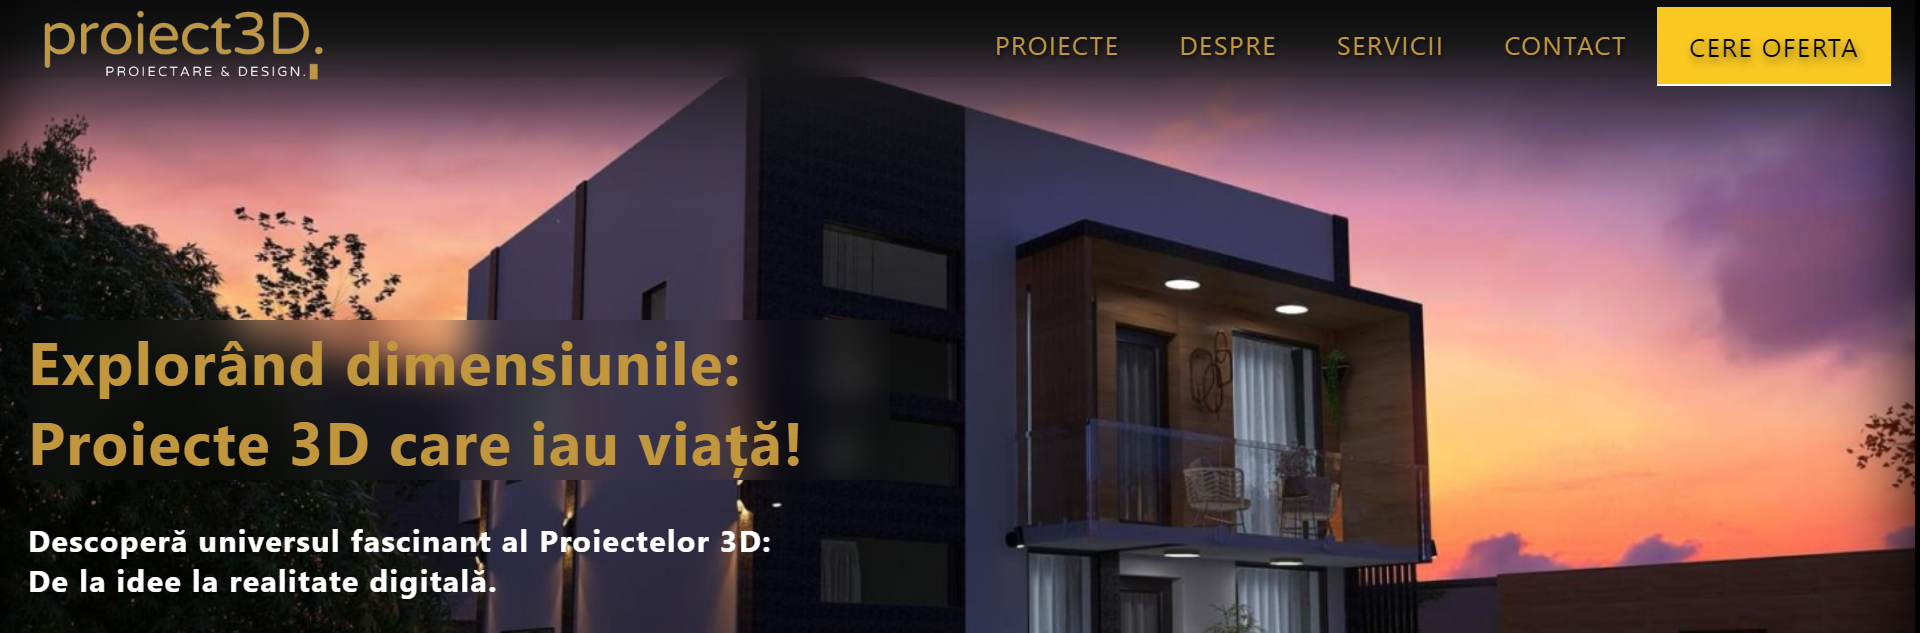 proiect3D.
PROIECTARE & DESIGN.
PROIECTE DESPRE SERVICII CONTACT CERE OFERTA
Explorând dimensiunile:
Proiecte 3D care iau viață!
Descoperă universul fascinant al Proiectelor 3D:
De la idee la realitate digitală.